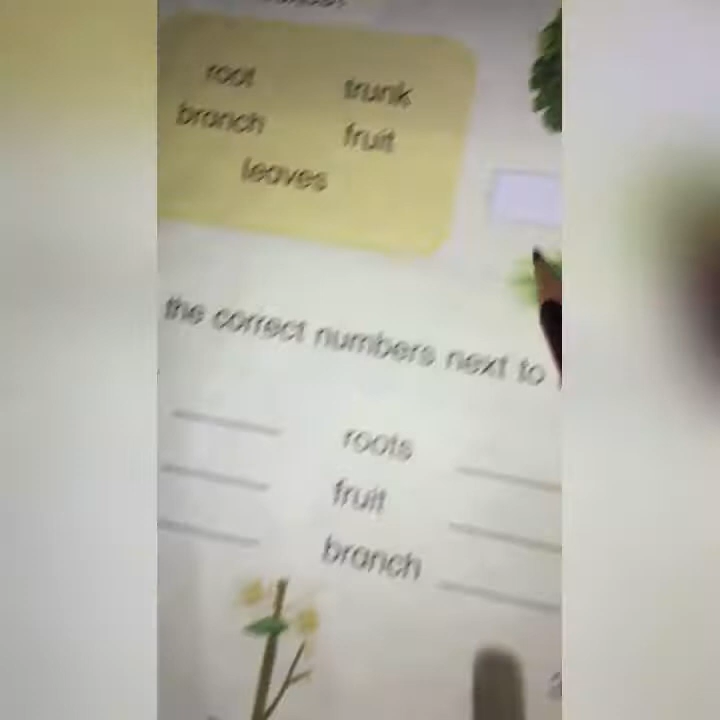 root trunk
branch fruit
leaves
the correct numbers next to
roots
fruit
branch